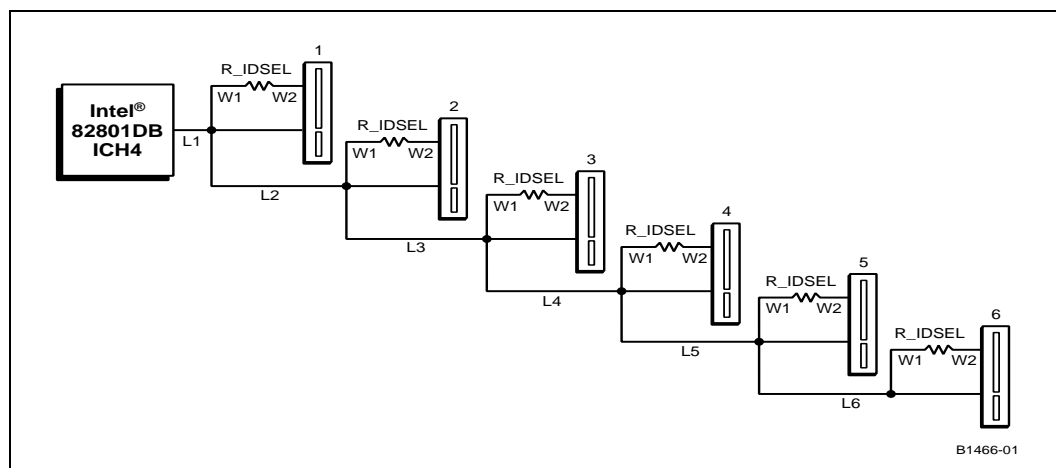 1
R_IDSEL
W1 W2
Intel®
82801DB
ICH4
L1
2
R_IDSEL
W1 W2
L2
3
R_IDSEL
W1 W2
L3
4
R_IDSEL
W1 W2
L4
5
R_IDSEL
W1 W2
L5
6
R_IDSEL
W1 W2
L6
B1466-01